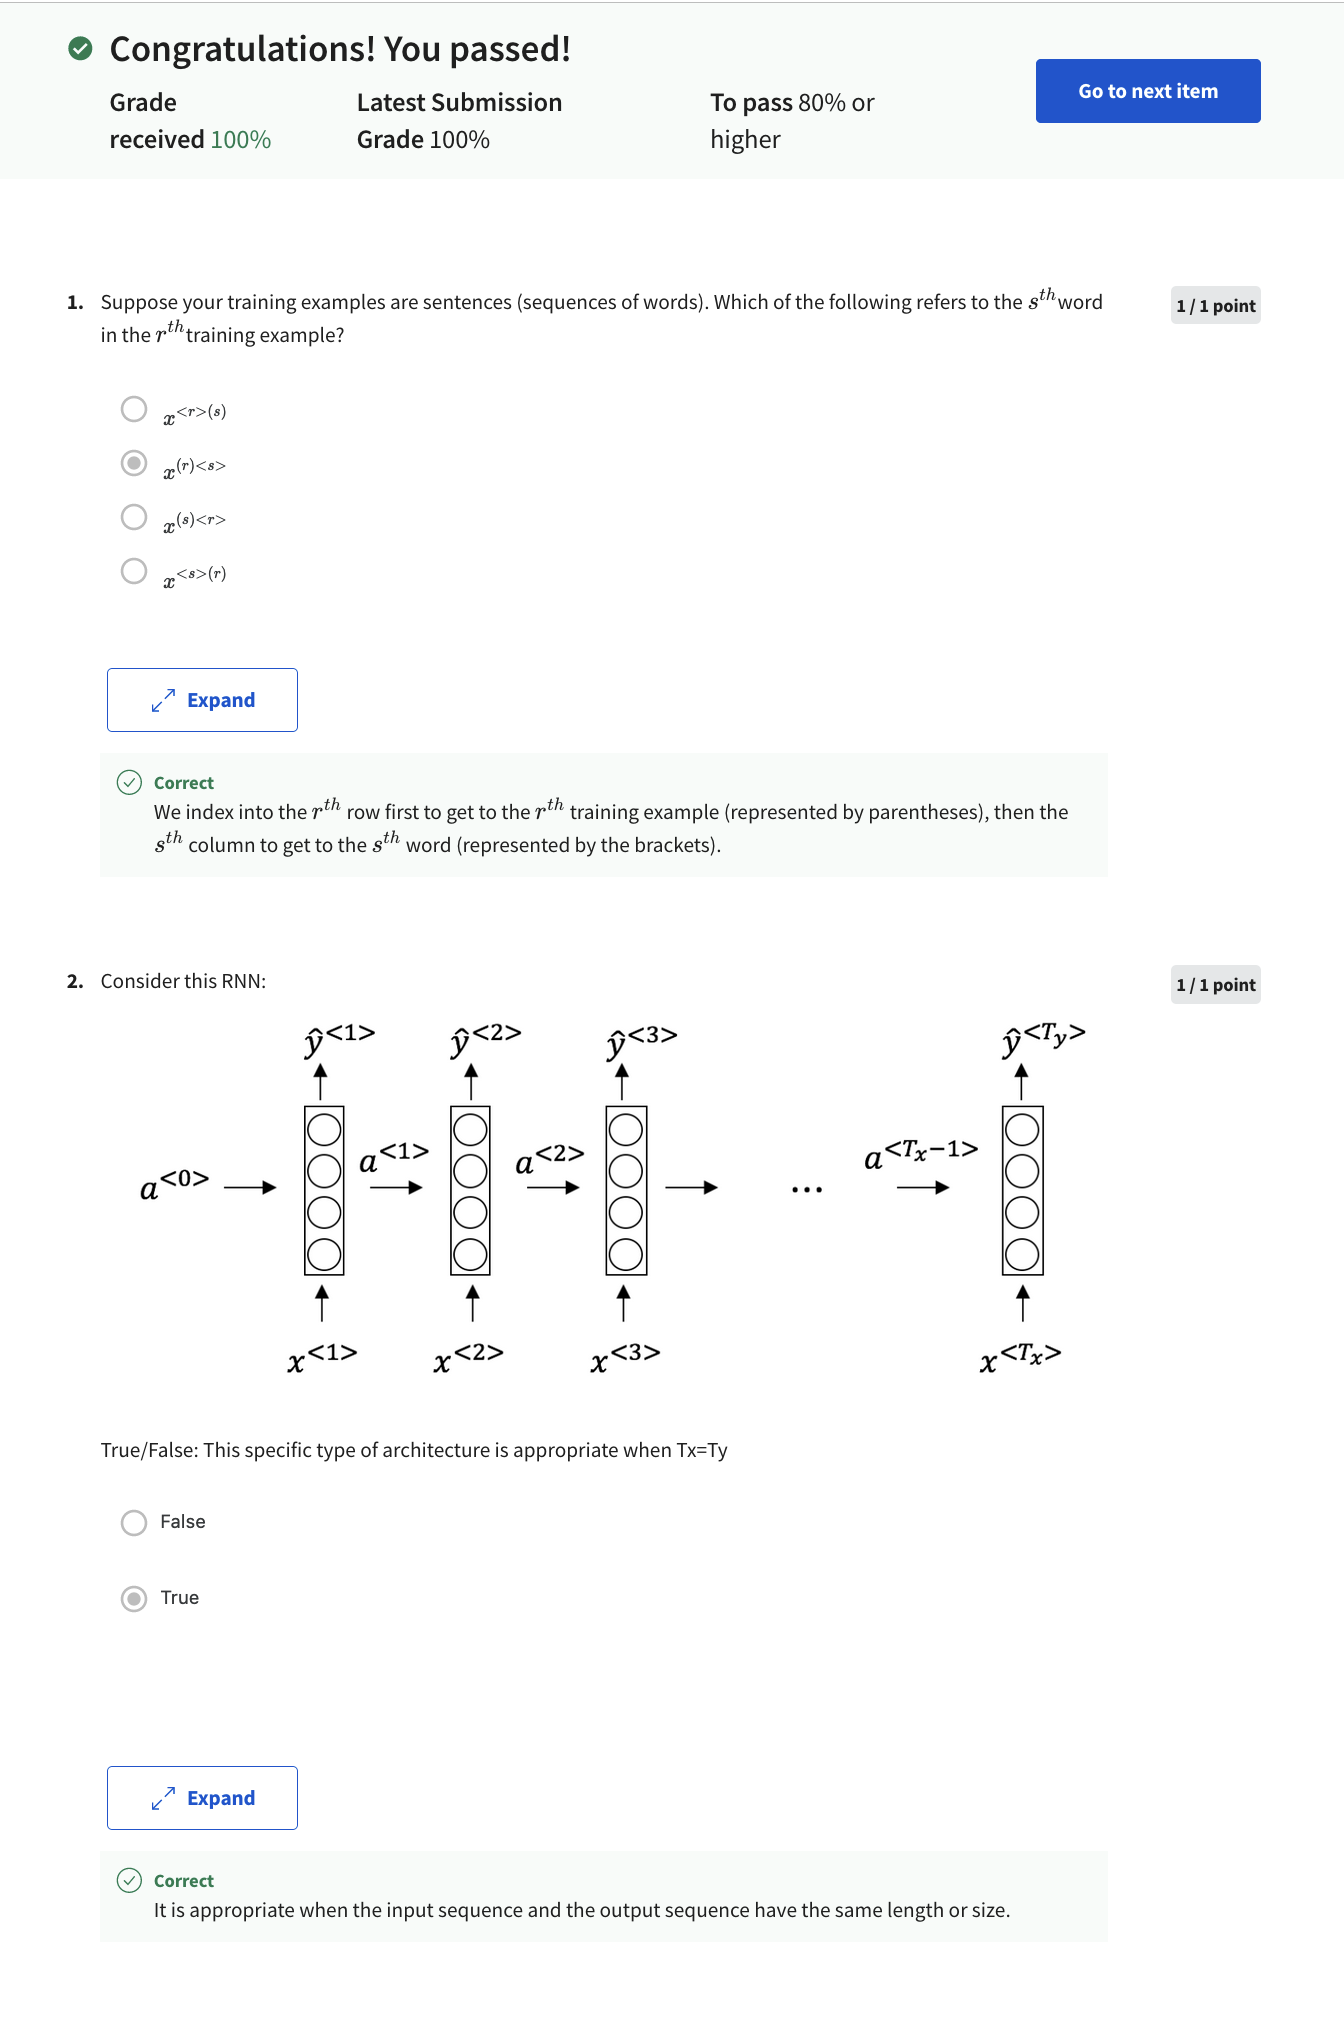 Congratulations! You passed!
Grade received 100%
Latest Submission Grade 100%
To pass 80% or higher
Go to next item
1. Suppose your training examples are sentences (sequences of words). Which of the following refers to the s^{th} word
in the r^{th} training example?
1 / 1 point
x^{<r>(s)}
x^{(r)<s>}
x^{(s)<r>}
x^{<s>(r)}
Expand
Correct
We index into the r^{th} row first to get to the r^{th} training example (represented by parentheses), then the
s^{th} column to get to the s^{th} word (represented by the brackets).
2. Consider this RNN:
1 / 1 point
ŷ^{<1>} ŷ^{<2>} ŷ^{<3>} ŷ^{<T_y>}
a^{<0>} a^{<1>} a^{<2>} ... a^{<T_x-1>}
x^{<1>} x^{<2>} x^{<3>} x^{<T_x>}
True/False: This specific type of architecture is appropriate when Tx=Ty
False
True
Expand
Correct
It is appropriate when the input sequence and the output sequence have the same length or size.